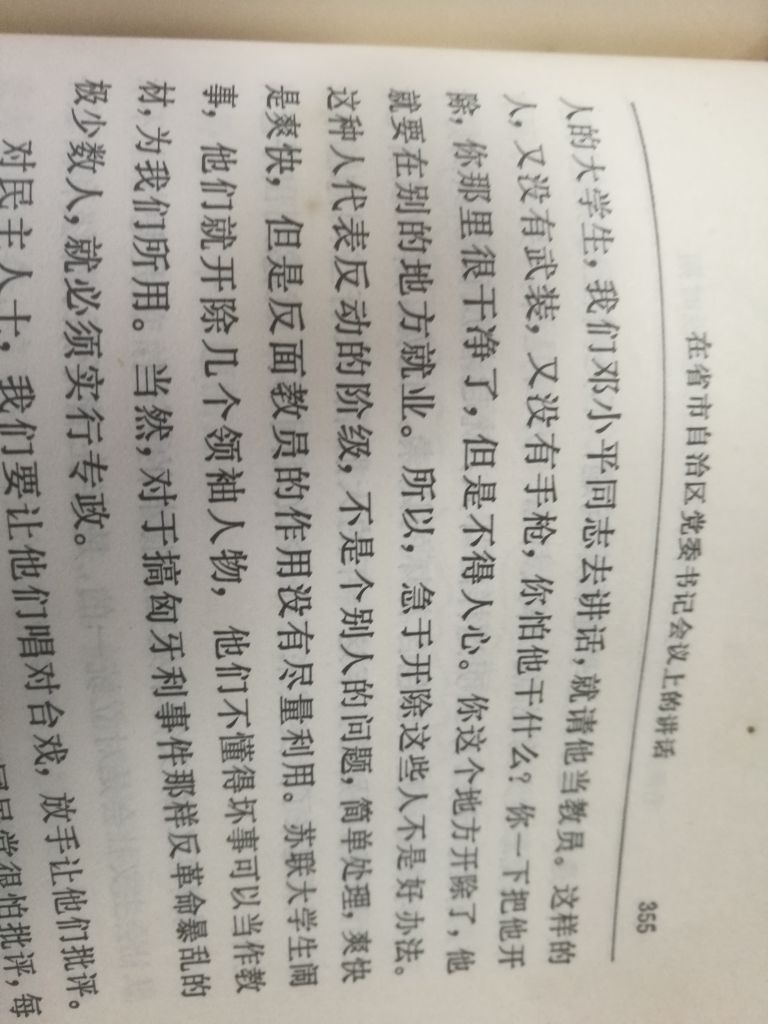 在省市自治区党委书记会议上的讲话 355
人的大学生，我们邓小平同志去讲话，就请他当教员。这样的
人，又没有武装，又没有手枪，你怕他干什么？你一下把他开
除，你那里很干净了，但是不得人心。你这个地方开除了，他
就要在别的地方就业。所以，急于开除这些人不是好办法。
这种人代表反动的阶级，不是个别人的问题，简单处理，爽快
是爽快，但是反面教员的作用没有尽量利用。苏联大学生闹
事，他们就开除几个领袖人物，他们不懂得坏事可以当作教
材，为我们所用。当然，对于搞匈牙利事件那样反革命暴乱的
极少数人，就必须实行专政。
对民主人士，我们要让他们唱对台戏，放手让他们批评。
很怕批评，每